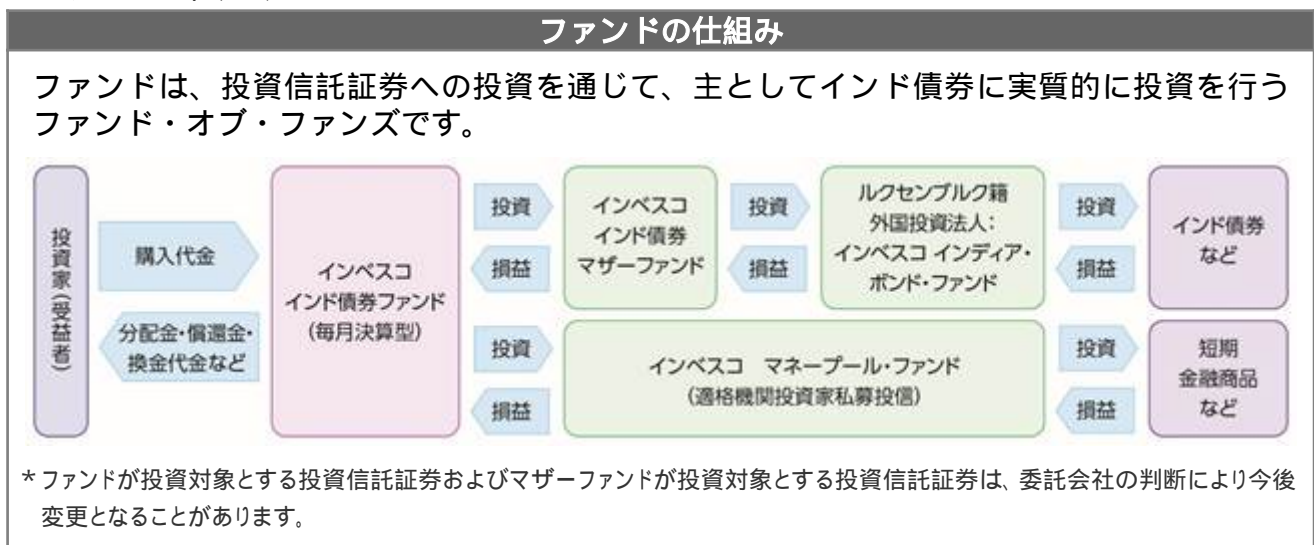 ファンドの仕組み
ファンドは、投資信託証券への投資を通じて、主としてインド債券に実質的に投資を行う
ファンド・オブ・ファンズです。
投資家(受益者)
購入代金
分配金・償還金・
換金代金など
インベスコ
インド債券ファンド
(毎月決算型)
投資
損益
インベスコ
インド債券
マザーファンド
投資
損益
ルクセンブルク籍
外国投資法人:
インベスコ インディア・
ボンド・ファンド
投資
損益
インド債券
など
投資
損益
インベスコ マネープール・ファンド
(適格機関投資家私募投信)
投資
損益
短期
金融商品
など
*ファンドが投資対象とする投資信託証券およびマザーファンドが投資対象とする投資信託証券は、委託会社の判断により今後
変更となることがあります。